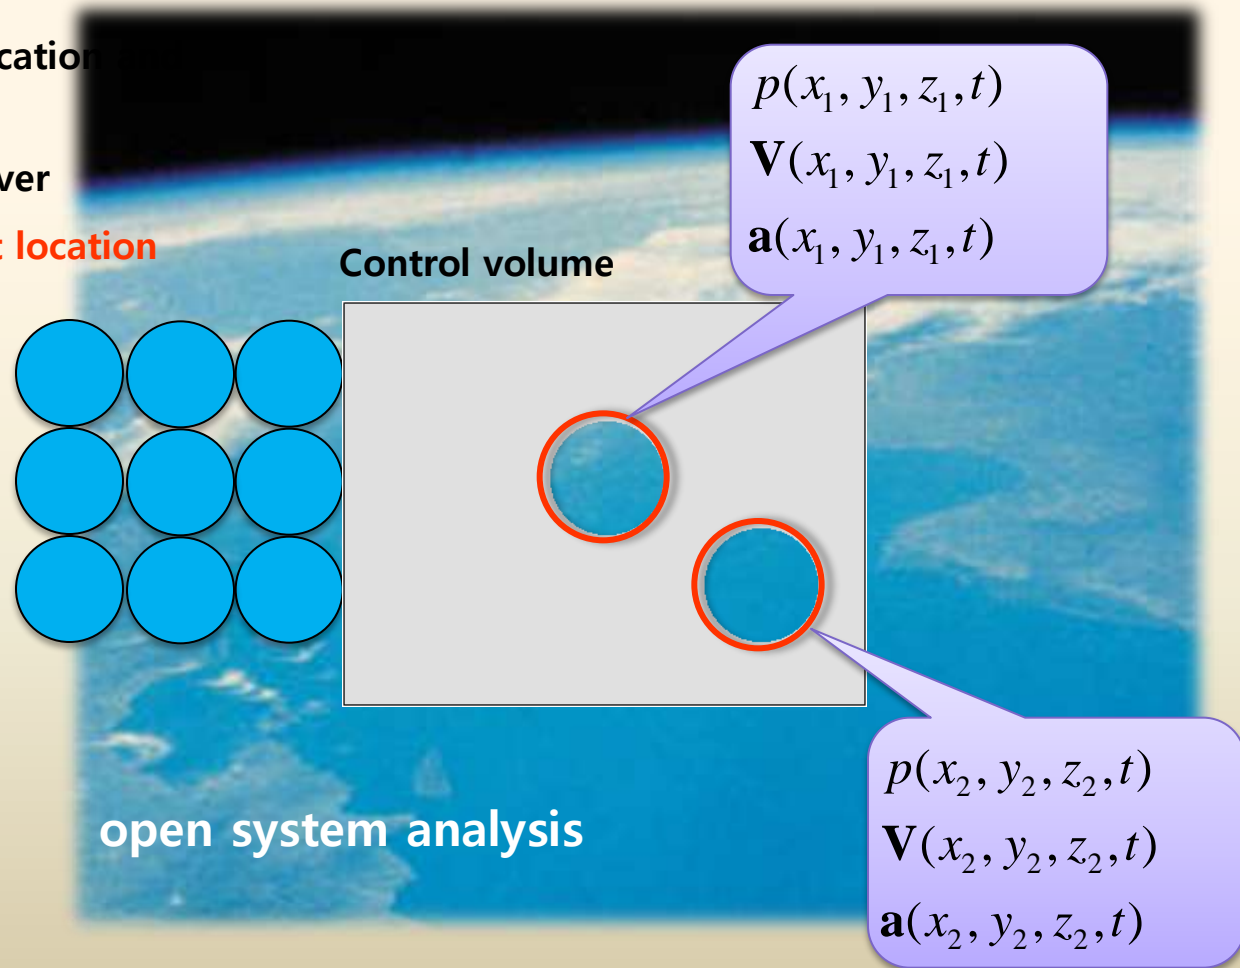 cation and
ver
t location
Control volume
p(x₁, y₁, z₁, t)
V(x₁, y₁, z₁, t)
a(x₁, y₁, z₁, t)
open system analysis
p(x₂, y₂, z₂, t)
V(x₂, y₂, z₂, t)
a(x₂, y₂, z₂, t)